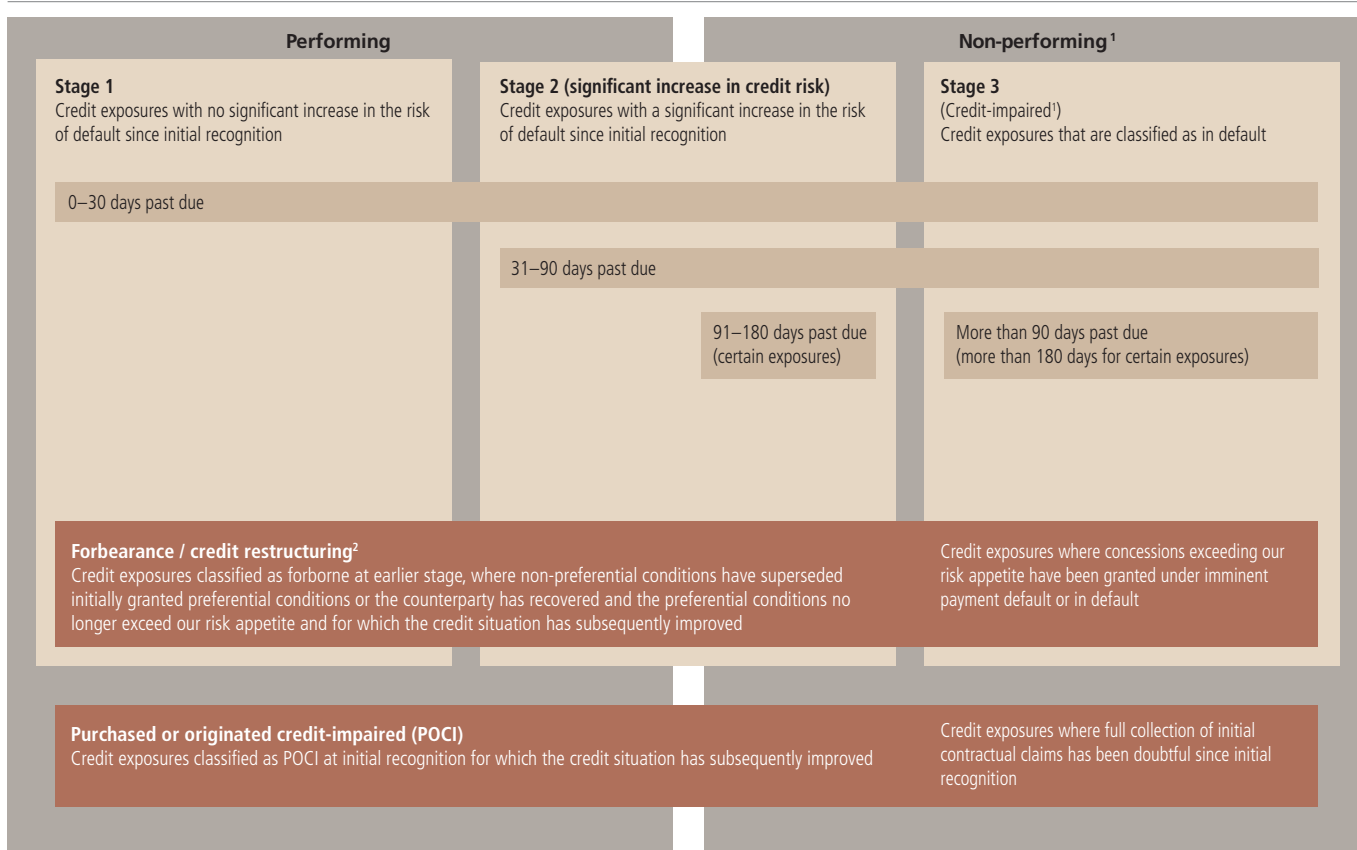 Performing
Non-performing¹
Stage 1
Credit exposures with no significant increase in the risk
of default since initial recognition
Stage 2 (significant increase in credit risk)
Credit exposures with a significant increase in the risk
of default since initial recognition
Stage 3
(Credit-impaired¹)
Credit exposures that are classified as in default
0–30 days past due
31–90 days past due
91–180 days past due
(certain exposures)
More than 90 days past due
(more than 180 days for certain exposures)
Forbearance / credit restructuring²
Credit exposures classified as forborne at earlier stage, where non-preferential conditions have superseded
initially granted preferential conditions or the counterparty has recovered and the preferential conditions no
longer exceed our risk appetite and for which the credit situation has subsequently improved
Credit exposures where concessions exceeding our
risk appetite have been granted under imminent
payment default or in default
Purchased or originated credit-impaired (POCI)
Credit exposures classified as POCI at initial recognition for which the credit situation has subsequently improved
Credit exposures where full collection of initial
contractual claims has been doubtful since initial
recognition